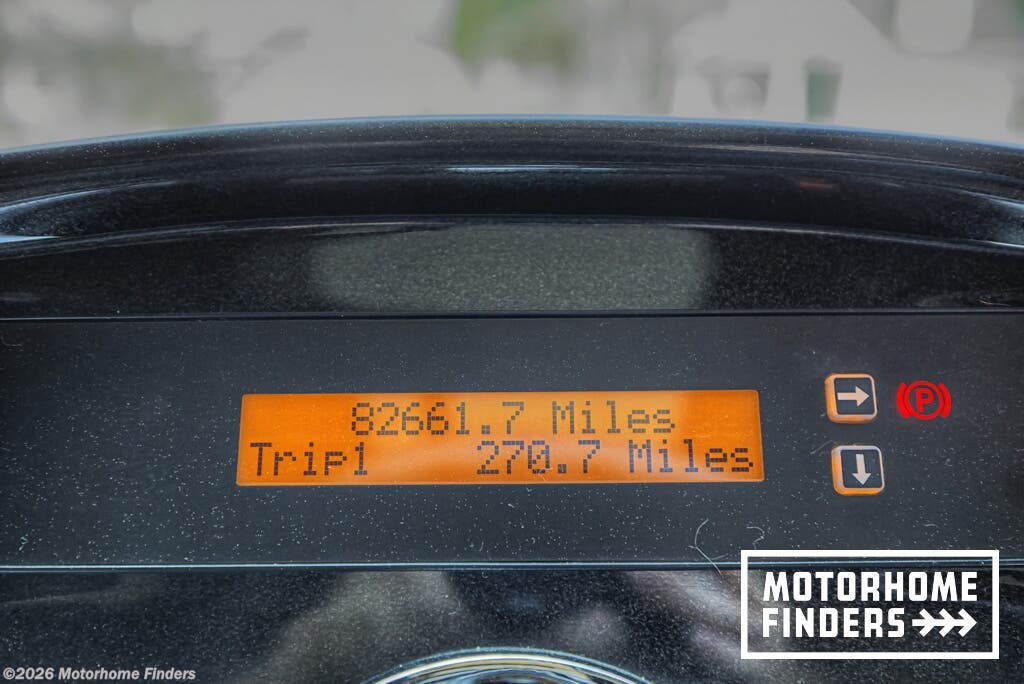 82661.7 Miles
Trip1 270.7 Miles
P
MOTORHOME
FINDERS
©2026 Motorhome Finders